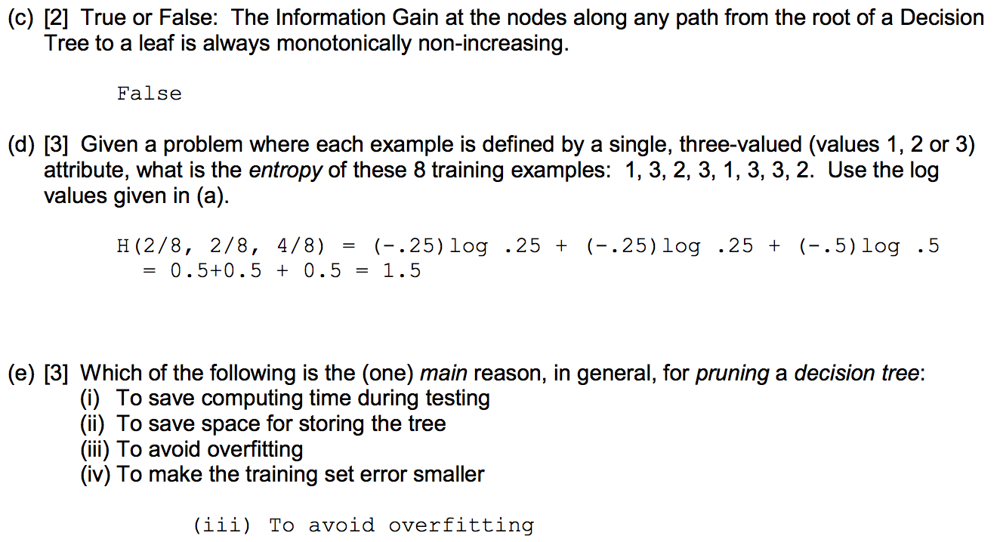 (c) [2] True or False: The Information Gain at the nodes along any path from the root of a Decision
Tree to a leaf is always monotonically non-increasing.
False
(d) [3] Given a problem where each example is defined by a single, three-valued (values 1, 2 or 3)
attribute, what is the entropy of these 8 training examples: 1, 3, 2, 3, 1, 3, 3, 2. Use the log
values given in (a).
H(2/8, 2/8, 4/8) = (-.25)log .25 + (-.25)log .25 + (-.5)log .5
= 0.5+0.5 + 0.5 = 1.5
(e) [3] Which of the following is the (one) main reason, in general, for pruning a decision tree:
(i) To save computing time during testing
(ii) To save space for storing the tree
(iii) To avoid overfitting
(iv) To make the training set error smaller
(iii) To avoid overfitting